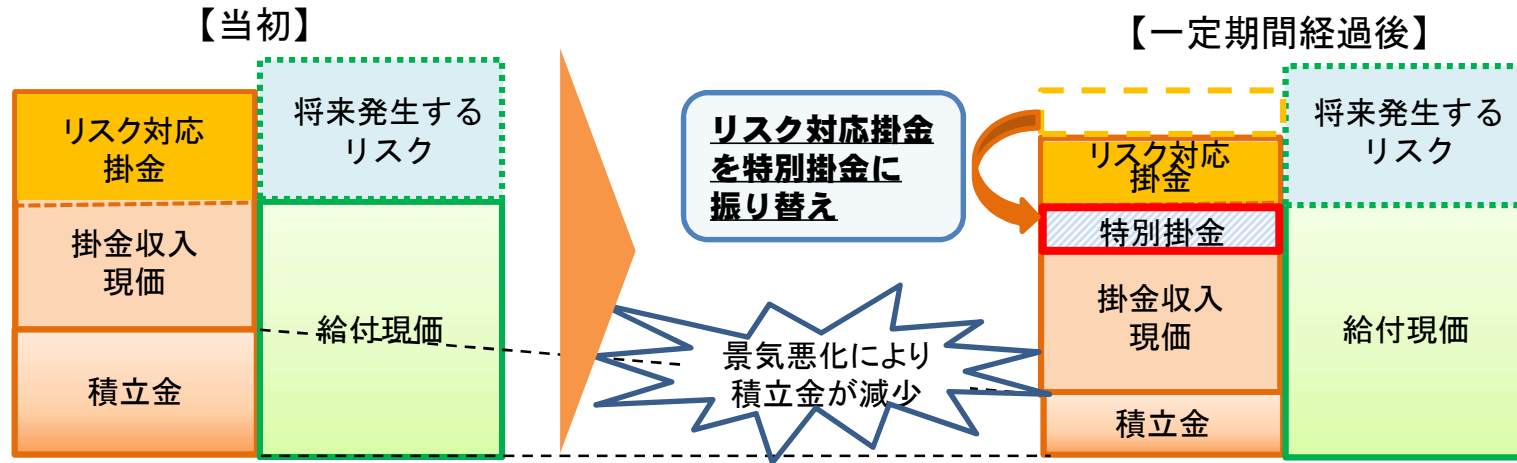 【当初】
リスク対応
掛金
将来発生する
リスク
掛金収入
現価
給付現価
積立金
リスク対応掛金
を特別掛金に
振り替え
景気悪化により
積立金が減少
【一定期間経過後】
リスク対応
掛金
将来発生する
リスク
特別掛金
掛金収入
現価
給付現価
積立金